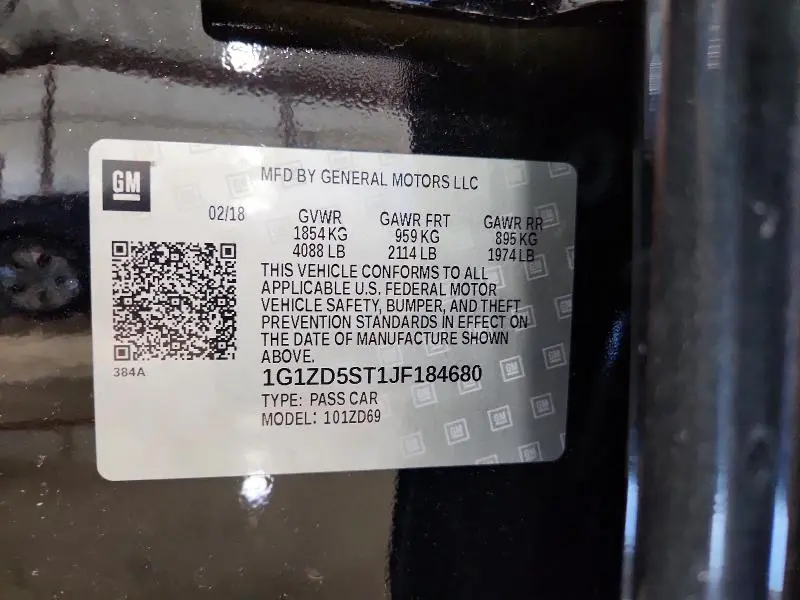 GM
MFD BY GENERAL MOTORS LLC
02/18
GVWR GAWR FRT GAWR RR
1854 KG 959 KG 895 KG
4088 LB 2114 LB 1974 LB
THIS VEHICLE CONFORMS TO ALL
APPLICABLE U.S. FEDERAL MOTOR
VEHICLE SAFETY, BUMPER, AND THEFT
PREVENTION STANDARDS IN EFFECT ON
THE DATE OF MANUFACTURE SHOWN
ABOVE.
384A
1G1ZD5ST1JF184680
TYPE: PASS CAR
MODEL: 101ZD69